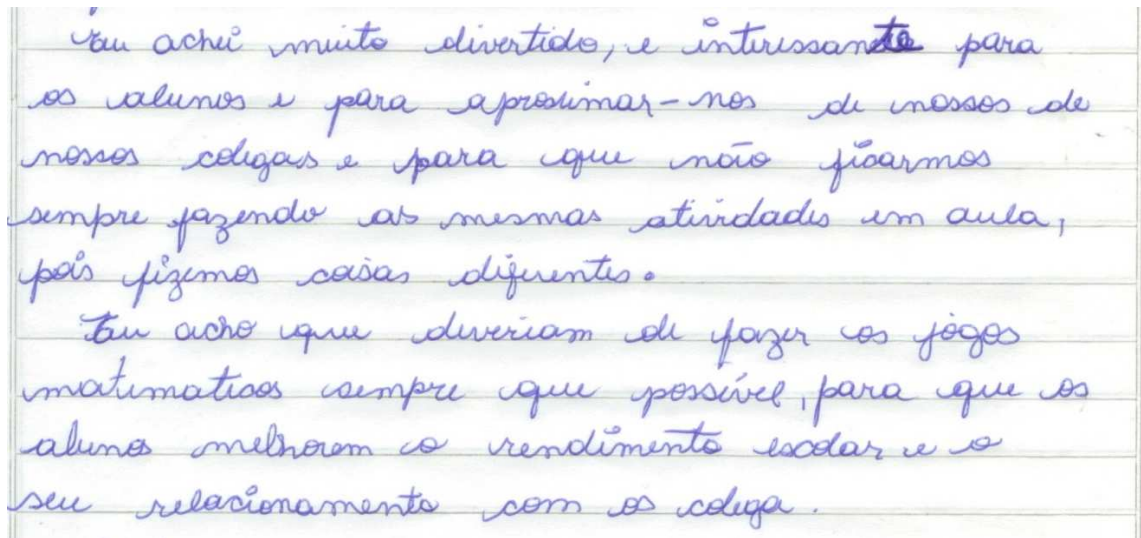 Eu achei muito divertido, e interessante para
os alunos e para aproximar-nos de nossos de
nossos colegas e para que não ficarmos
sempre fazendo as mesmas atividades em aula,
pois fizemos coisas diferentes.
Eu acho que deveriam de fazer os jogos
matematicos sempre que possível, para que os
alunos melhorem o rendimento escolar e o
seu relacionamento com os colega.